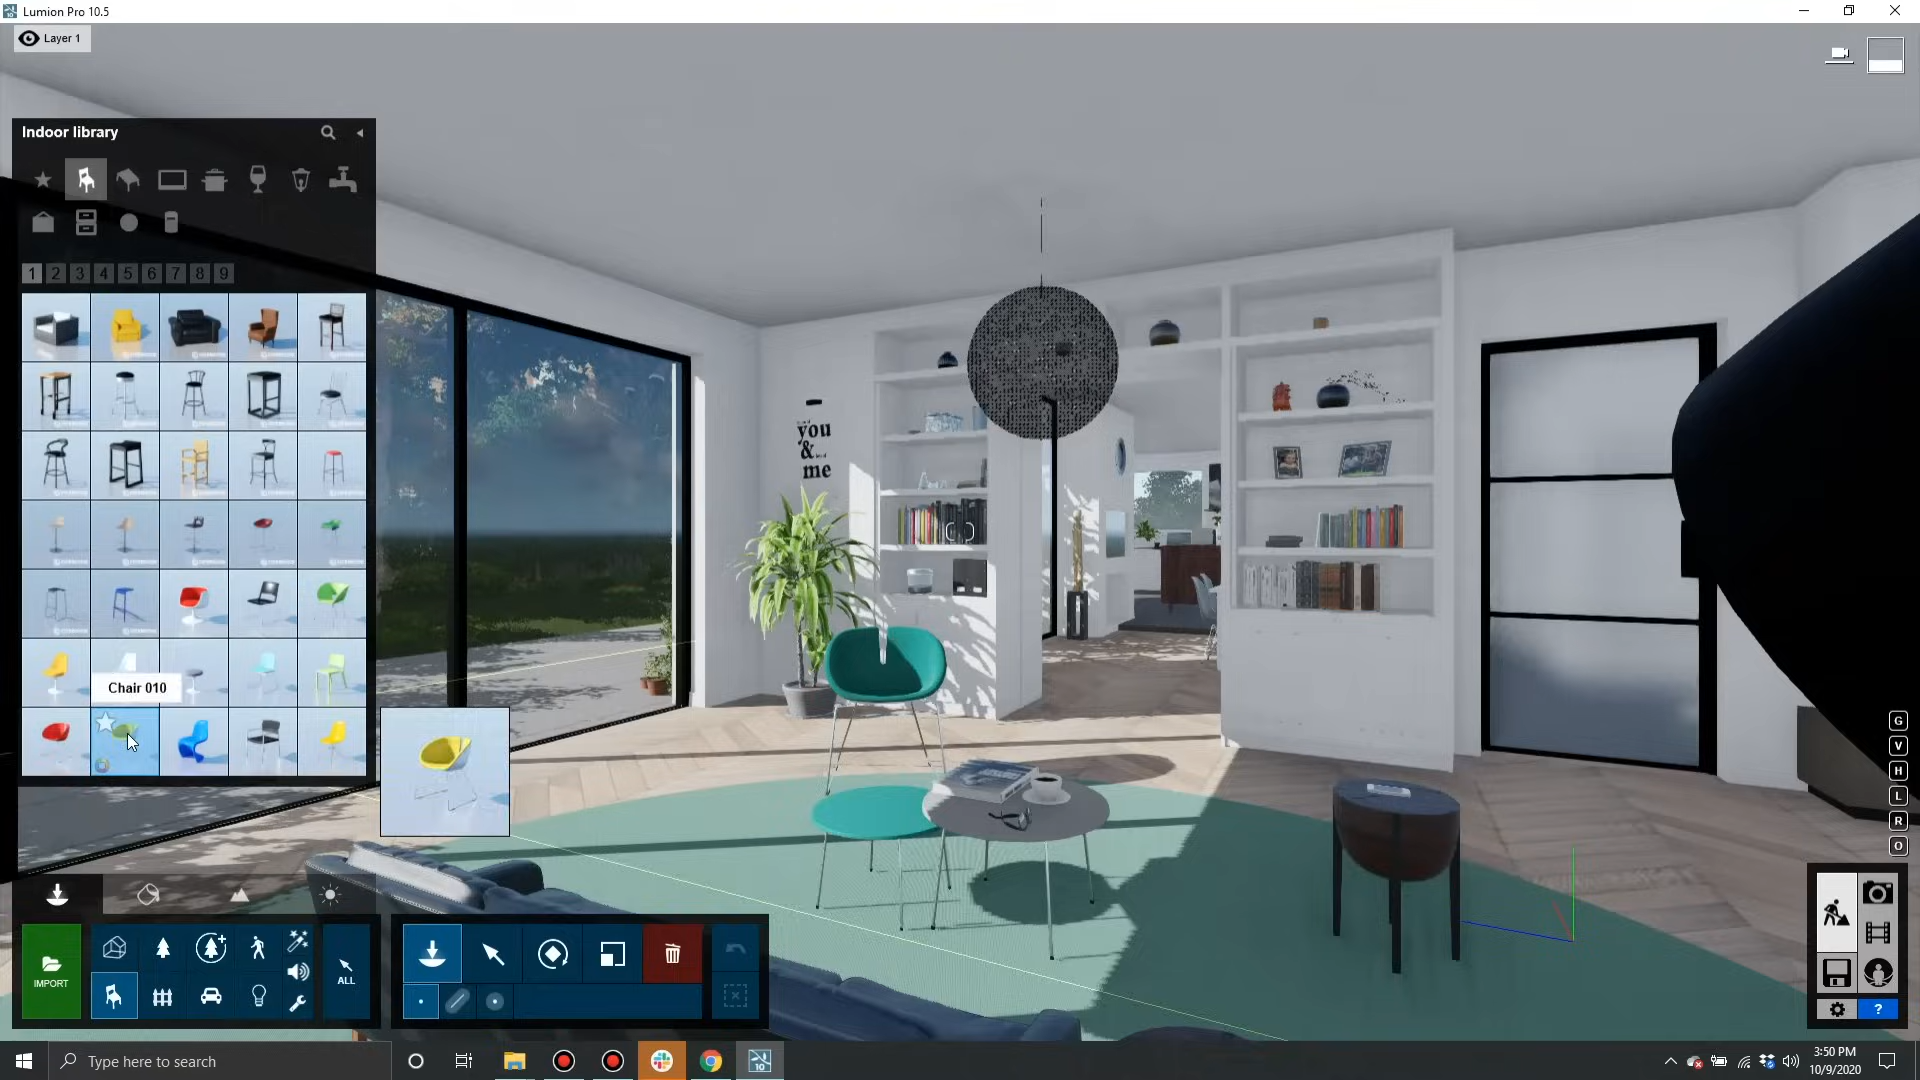 Lumion Pro 10.5
Layer 1
Indoor library
1 2 3 4 5 6 7 8 9
you
&
me
Chair 010
G
V
H
L
R
O
IMPORT
ALL
?
Type here to search
10
3:50 PM
10/9/2020